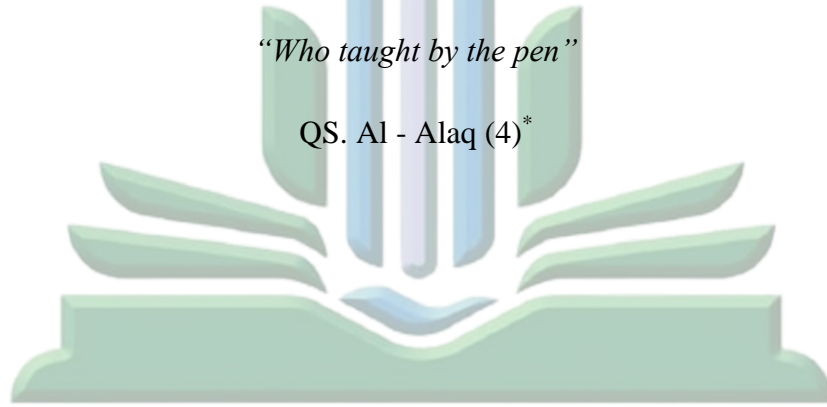 “Who taught by the pen”
QS. Al - Alaq (4)*